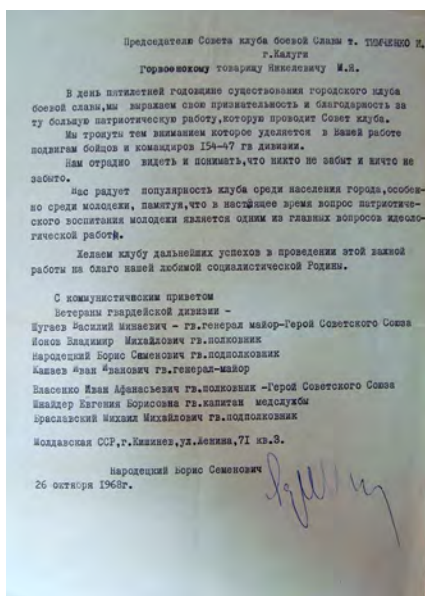 Председателю Совета клуба боевой Славы т. ТИМЧЕНКО И.
г.Калуги
Горвоенкому товарищу Никелевичу М.Я.
В день пятилетней годовщине существования городского клуба
боевой славы,мы выражаем свою признательность и благодарность за
ту большую патриотическую работу,которую проводит Совет клуба.
Мы тронуты тем вниманием которое уделяется в Вашей работе
подвигам бойцов и командиров 154-47 гв дивизии.
Нам отрадно видеть и понимать,что никто не забыт и ничто не
забыто.
Нас радует популярность клуба среди населения города,особен-
но среди молодежи, памятуя,что в настоящее время вопрос патриотиче-
ского воспитания молодежи является одним из главных вопросов идеоло-
гической работы.
Желаем клубу дальнейших успехов в проведении этой важной
работы на благо нашей любимой социалистической Родины.
С коммунистическим приветом
Ветераны гвардейской дивизии -
Шугаев Василий Минаевич - гв.генерал майор-Герой Советского Союза
Ионов Владимир Михайлович гв.полковник
Народецкий Борис Семенович гв.подполковник
Кашаев Иван Иванович гв.генерал-майор
Власенко Иван Афанасьевич гв.полковник -Герой Советского Союза
Шнайдер Евгения Борисовна гв.капитан медслужбы
Браславский Михаил Михайлович гв.подполковник
Молдавская ССР,г.Кишинев,ул.Ленина,71 кв.3.
Народецкий Борис Семенович
26 октября 1968г.